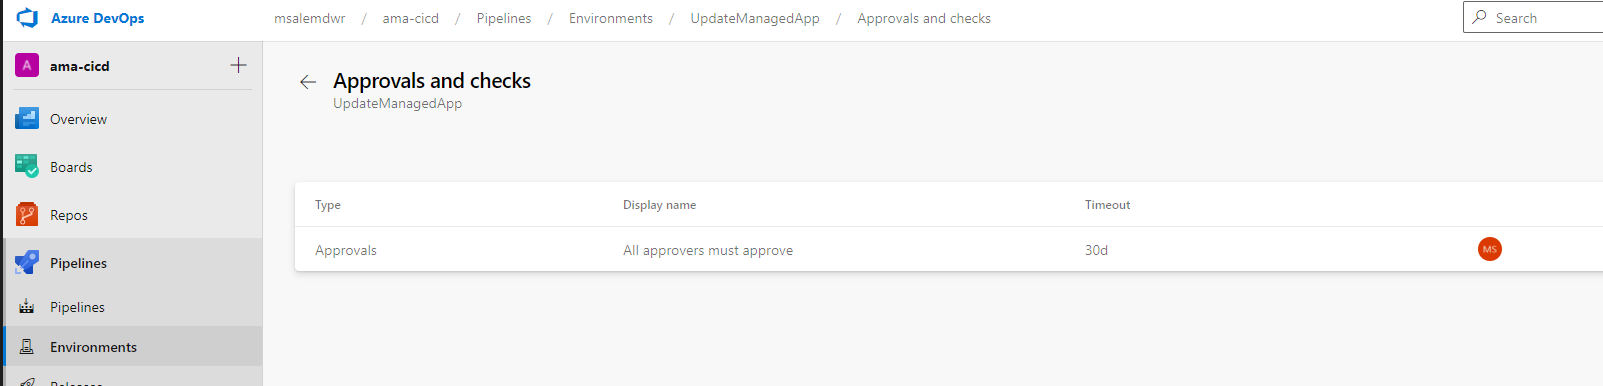 Azure DevOps
msalemdwr / ama-cicd / Pipelines / Environments / UpdateManagedApp / Approvals and checks
Search
A ama-cicd
Overview
Boards
Repos
Pipelines
Pipelines
Environments
Releases
Approvals and checks
UpdateManagedApp
Type Display name Timeout
Approvals All approvers must approve 30d MS